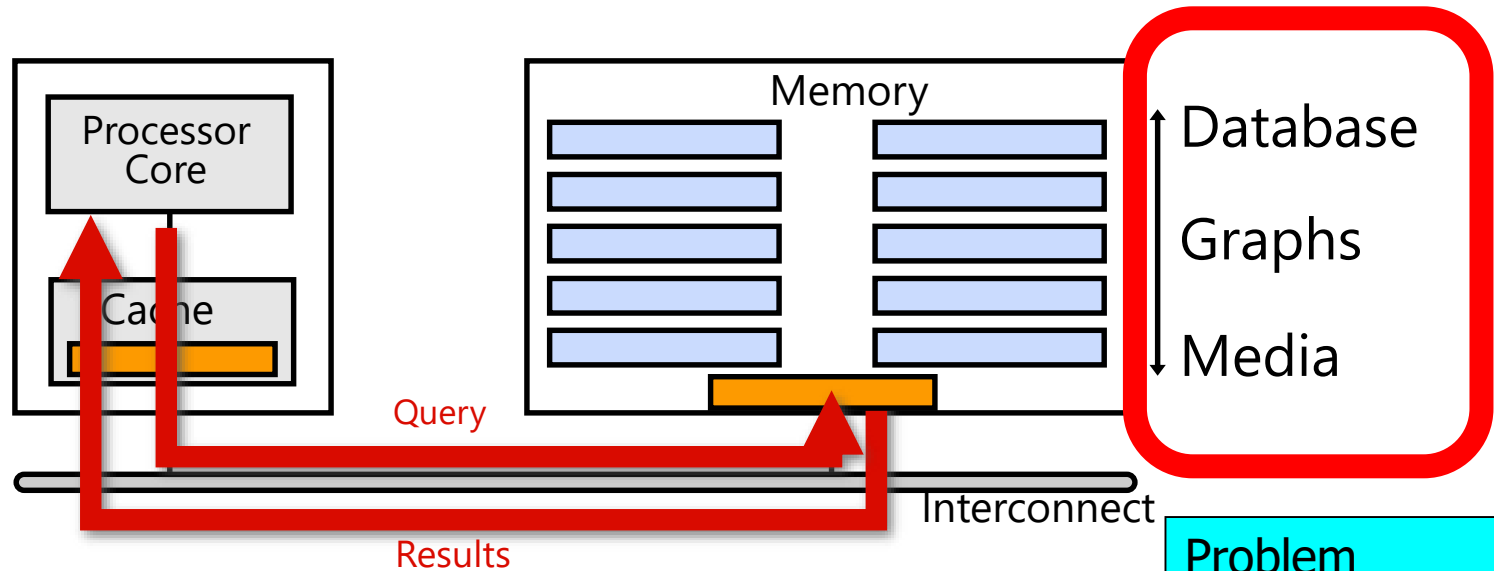 Processor
Core
Cache
Memory
Database
Graphs
Media
Query
Interconnect
Results
Problem